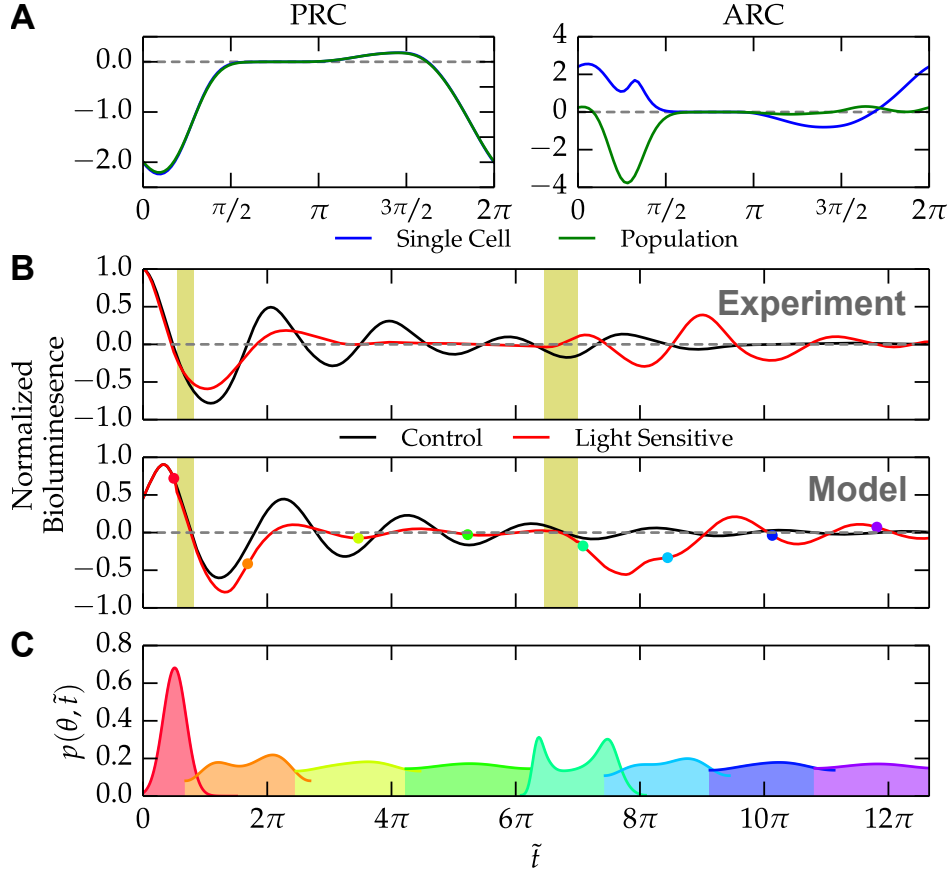 A
PRC
ARC
0.0
−1.0
−2.0
0
π/2
π
3π/2
2π
4
2
0
−2
−4
0
π/2
π
3π/2
2π
Single Cell
Population
B
Normalized
Bioluminesence
1.0
0.5
0.0
−0.5
−1.0
Experiment
Control
Light Sensitive
1.0
0.5
0.0
−0.5
−1.0
Model
C
p(θ, t̃)
0.8
0.6
0.4
0.2
0.0
0
2π
4π
6π
8π
10π
12π
t̃